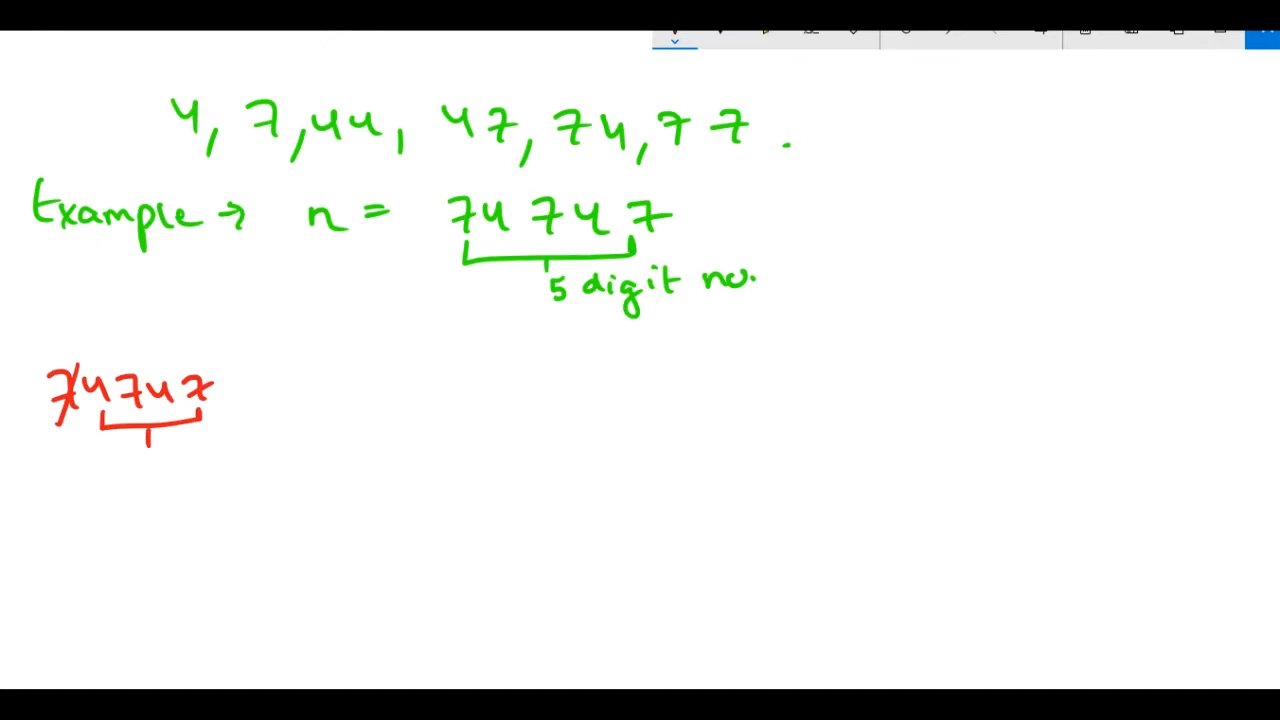 4, 7, 44, 47, 74, 77.
Example → n = 74747
5 digit no.
74747